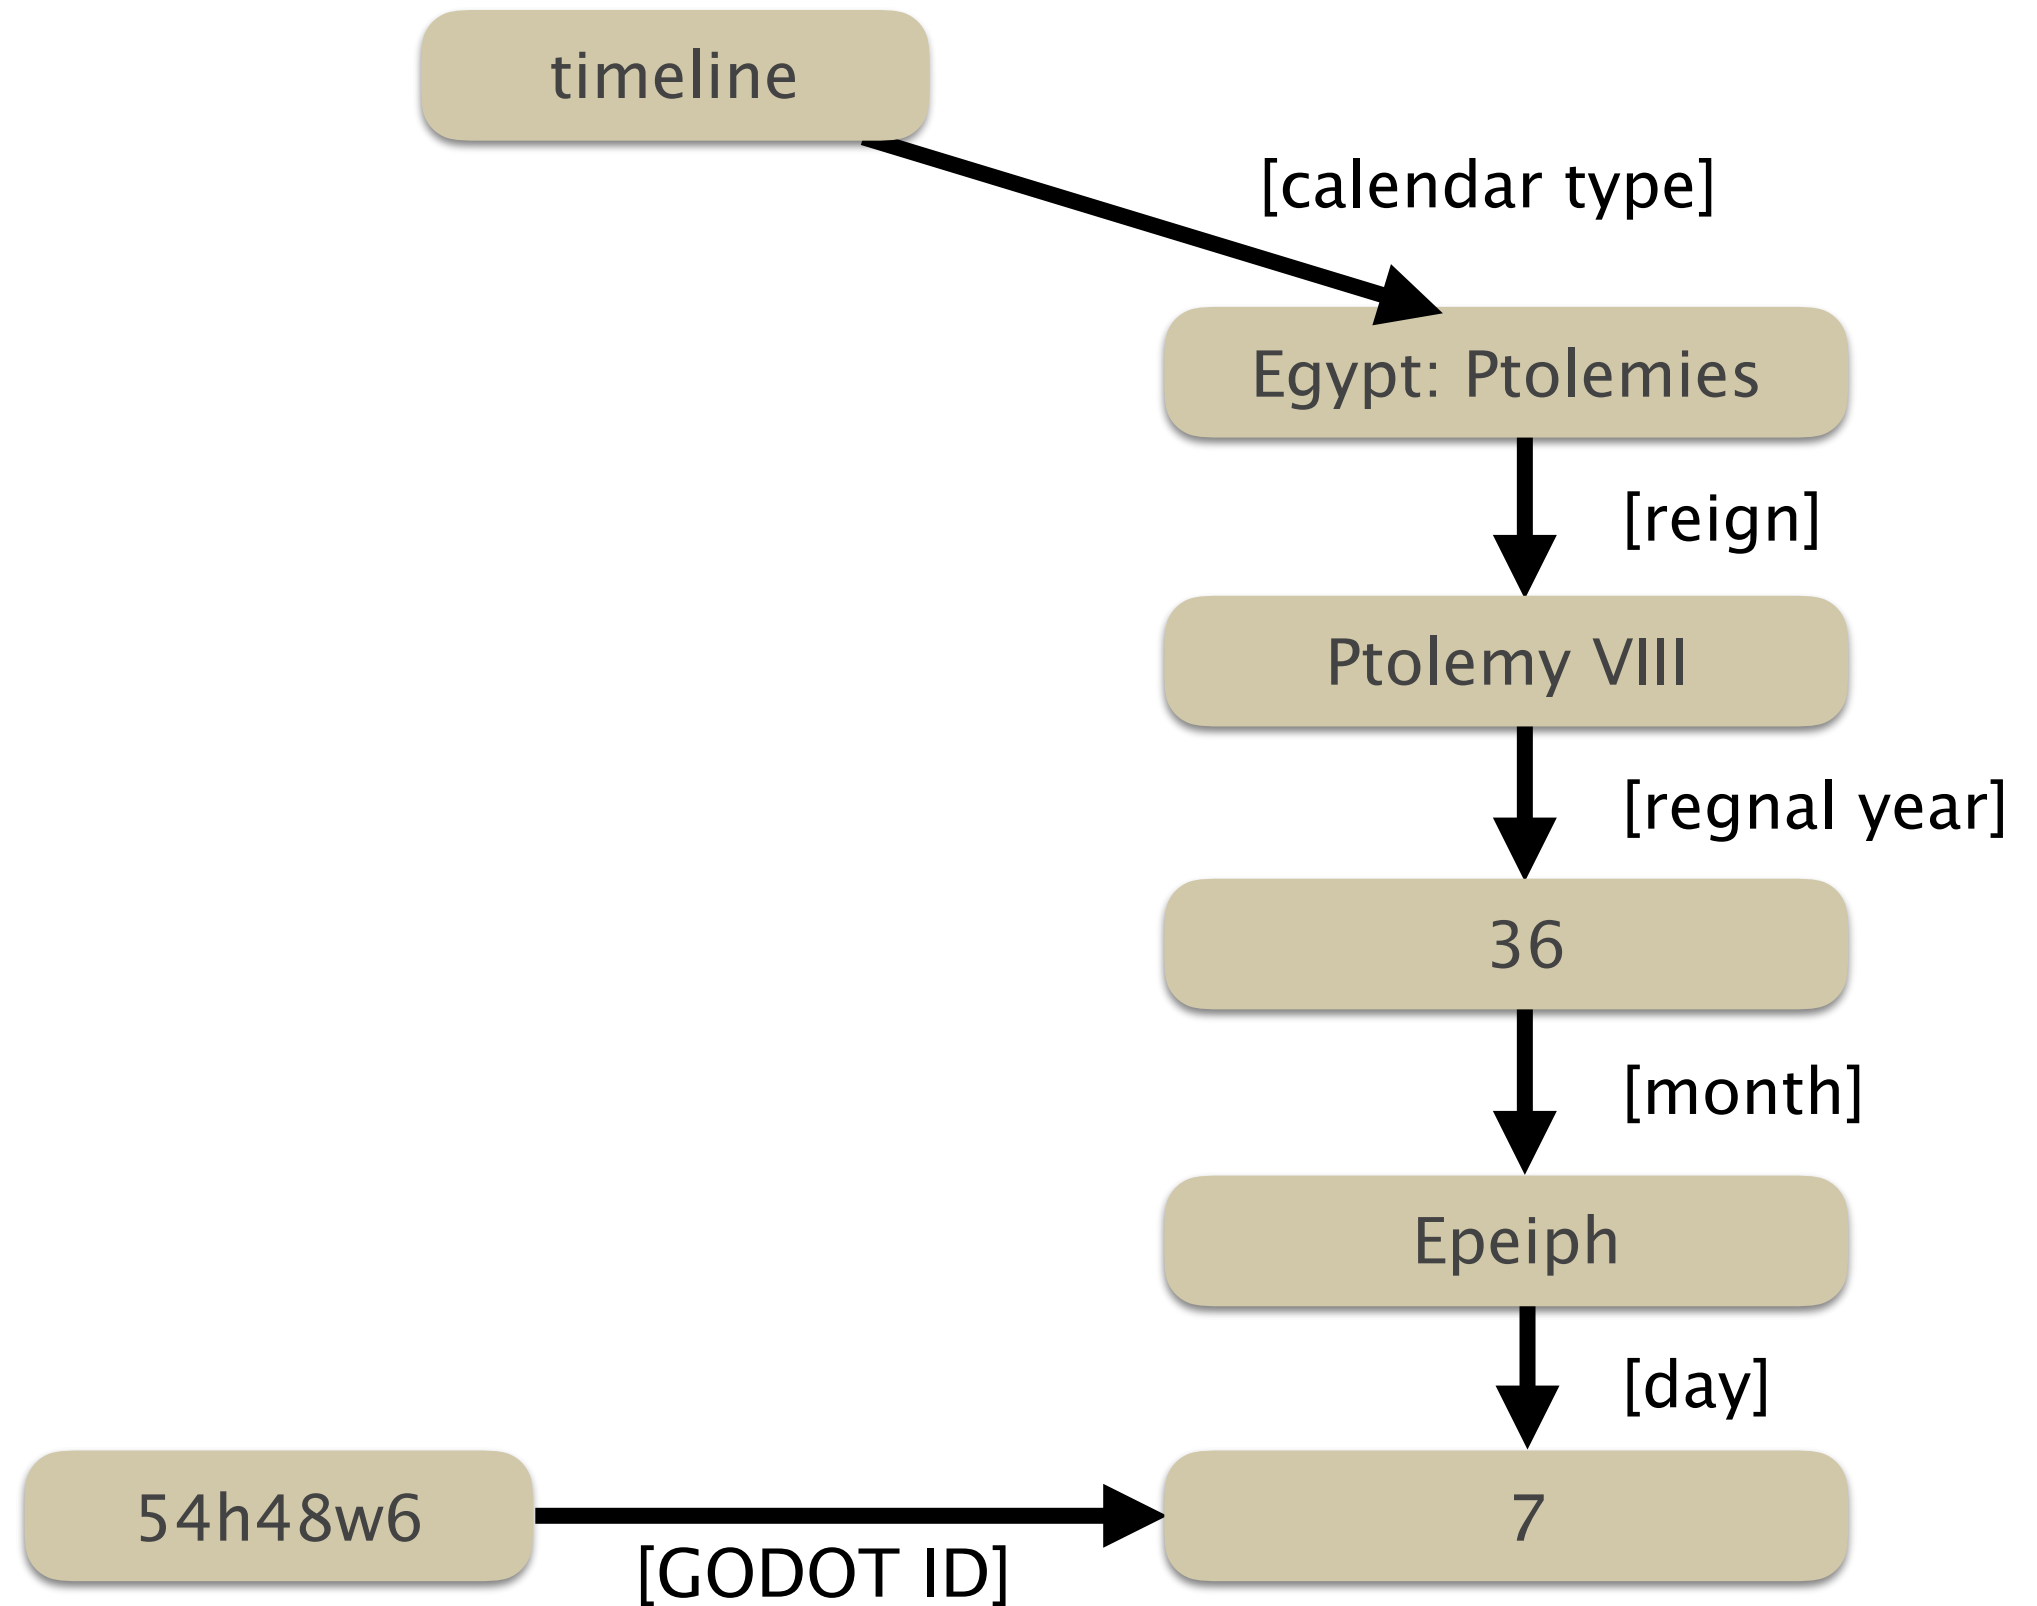 timeline
[calendar type]
Egypt: Ptolemies
[reign]
Ptolemy VIII
[regnal year]
36
[month]
Epeiph
[day]
54h48w6
7
[GODOT ID]